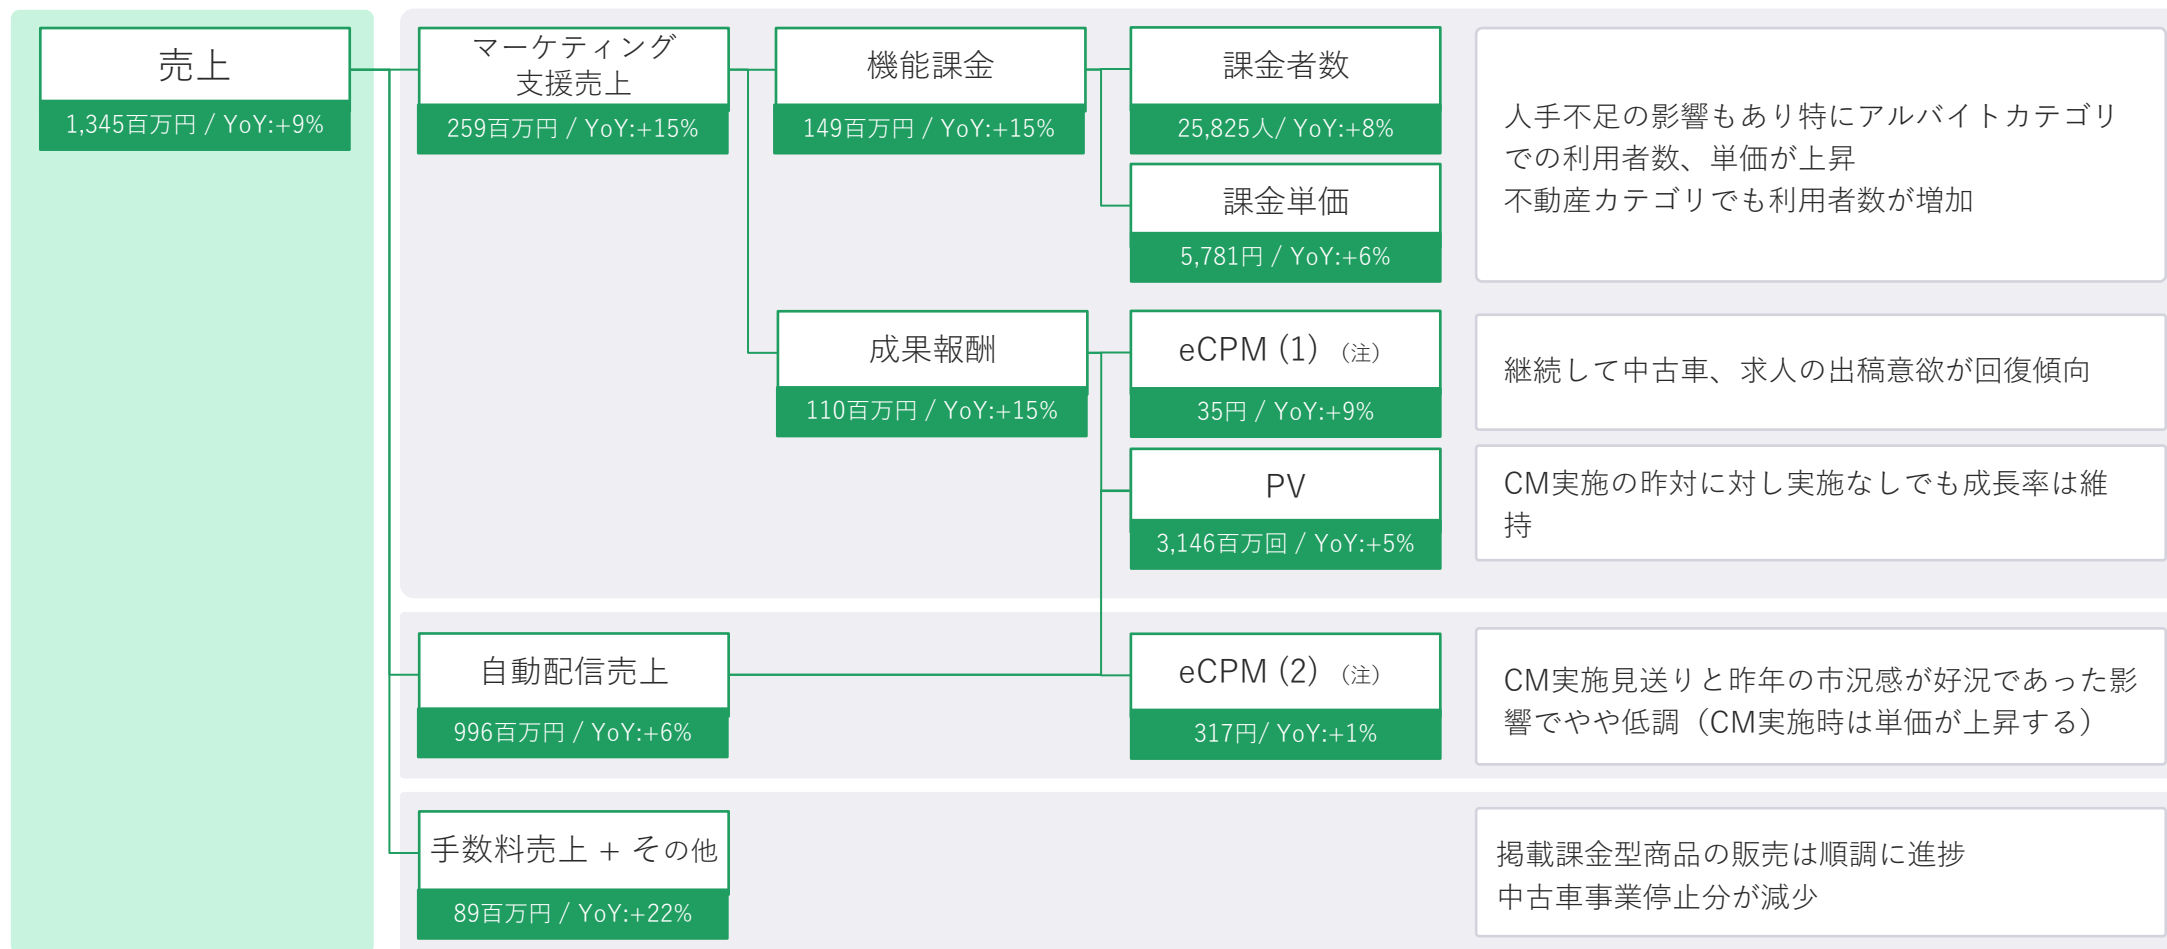 売上
1,345百万円 / YoY:+9%
マーケティング
支援売上
259百万円 / YoY:+15%
機能課金
149百万円 / YoY:+15%
課金者数
25,825人/ YoY:+8%
課金単価
5,781円 / YoY:+6%
人手不足の影響もあり特にアルバイトカテゴリ
での利用者数、単価が上昇
不動産カテゴリでも利用者数が増加
成果報酬
110百万円 / YoY:+15%
eCPM (1) （注）
35円 / YoY:+9%
継続して中古車、求人の出稿意欲が回復傾向
PV
3,146百万回 / YoY:+5%
CM実施の昨対に対し実施なしでも成長率は維
持
自動配信売上
996百万円 / YoY:+6%
eCPM (2) （注）
317円/ YoY:+1%
CM実施見送りと昨年の市況感が好況であった影
響でやや低調（CM実施時は単価が上昇する）
手数料売上 + その他
89百万円 / YoY:+22%
掲載課金型商品の販売は順調に進捗
中古車事業停止分が減少